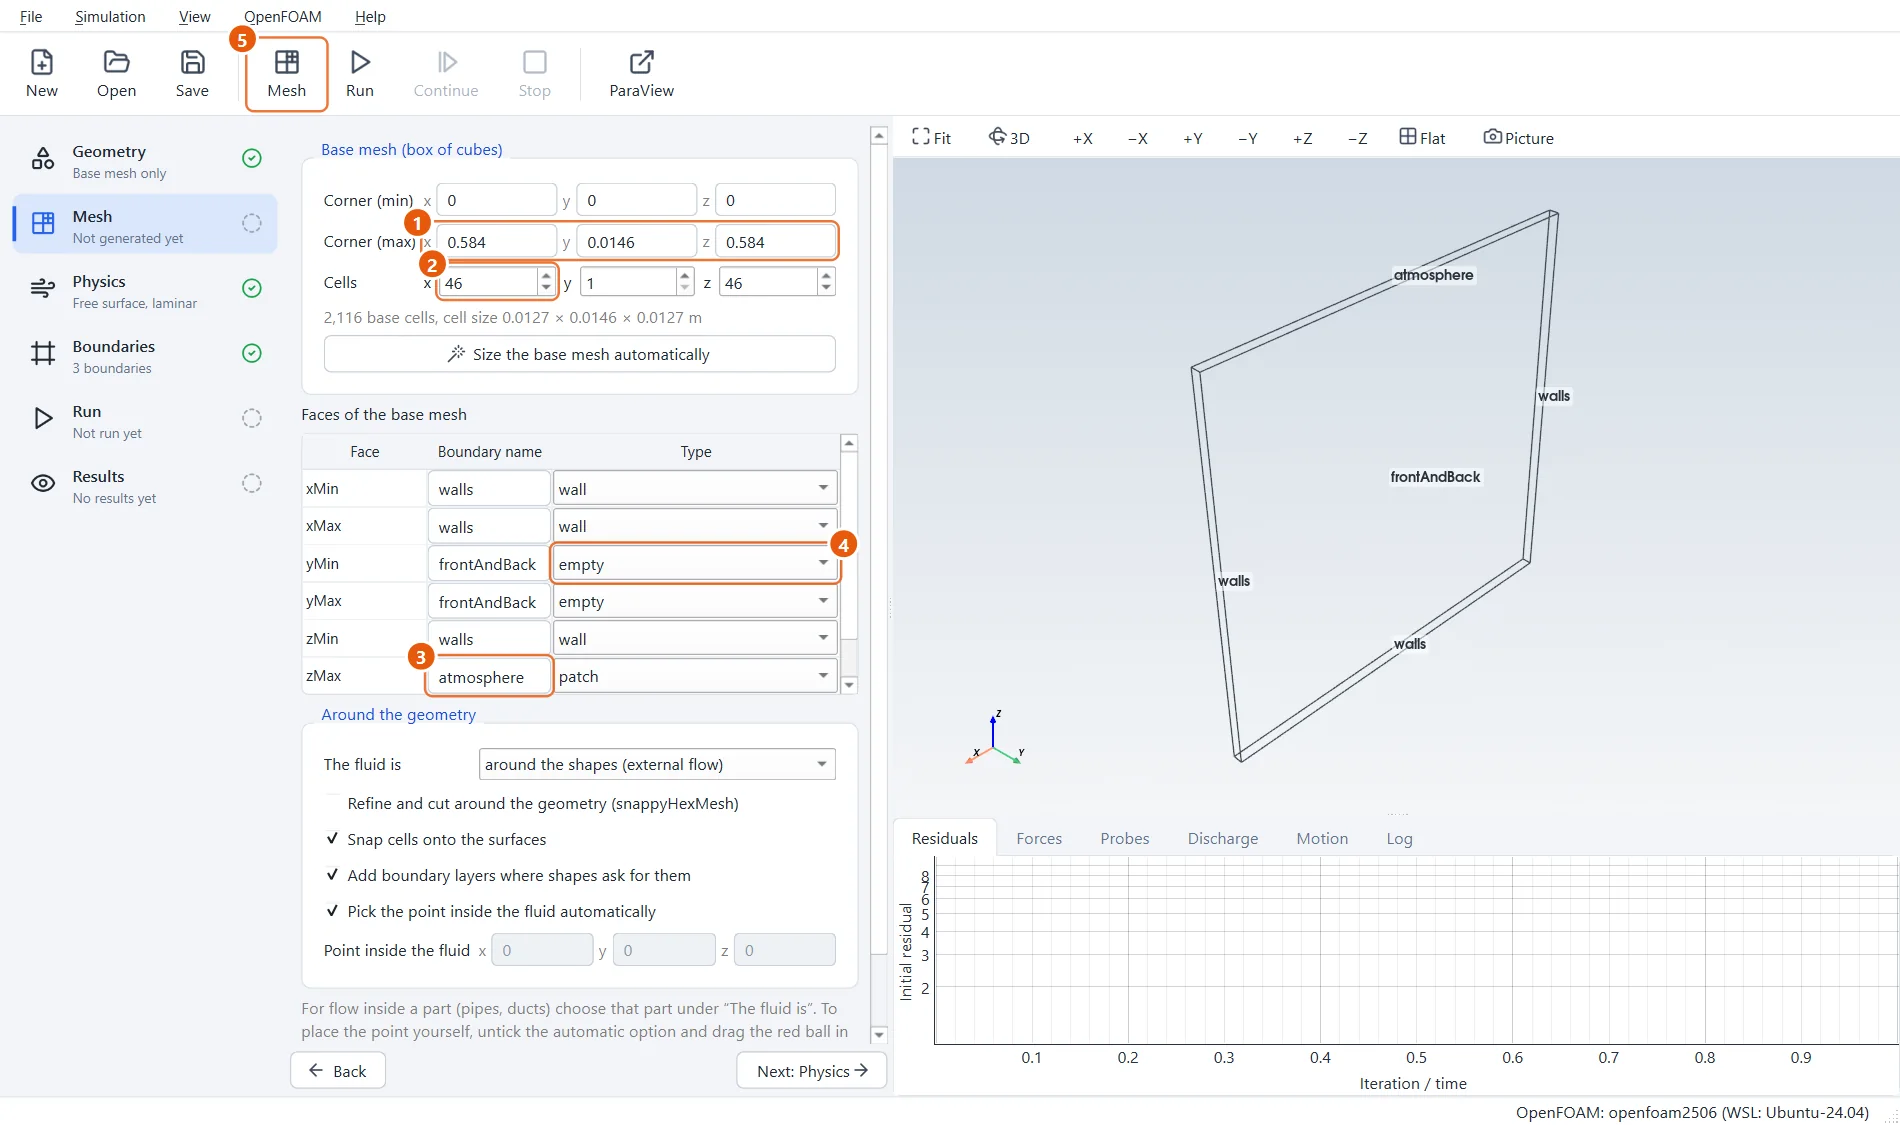 File Simulation View OpenFOAM Help
5
New Open Save Mesh Run Continue Stop ParaView
Geometry
Base mesh only
Mesh
Not generated yet
Physics
Free surface, laminar
Boundaries
3 boundaries
Run
Not run yet
Results
No results yet
Base mesh (box of cubes)
Corner (min) x 0 y 0 z 0
1
Corner (max) x 0.584 y 0.0146 z 0.584
2
Cells x 46 y 1 z 46
2,116 base cells, cell size 0.0127 × 0.0146 × 0.0127 m
Size the base mesh automatically
Faces of the base mesh
Face Boundary name Type
xMin walls wall
xMax walls wall
4
yMin frontAndBack empty
yMax frontAndBack empty
zMin walls wall
3
zMax atmosphere patch
Around the geometry
The fluid is around the shapes (external flow)
Refine and cut around the geometry (snappyHexMesh)
Snap cells onto the surfaces
Add boundary layers where shapes ask for them
Pick the point inside the fluid automatically
Point inside the fluid x 0 y 0 z 0
For flow inside a part (pipes, ducts) choose that part under “The fluid is”. To
place the point yourself, untick the automatic option and drag the red ball in
Back Next: Physics
Fit 3D +X −X +Y −Y +Z −Z Flat Picture
atmosphere
walls
frontAndBack
walls
walls
Z
X Y
Residuals Forces Probes Discharge Motion Log
Initial residual
8
7
6
5
4
3
2
0.1 0.2 0.3 0.4 0.5 0.6 0.7 0.8 0.9
Iteration / time
OpenFOAM: openfoam2506 (WSL: Ubuntu-24.04)